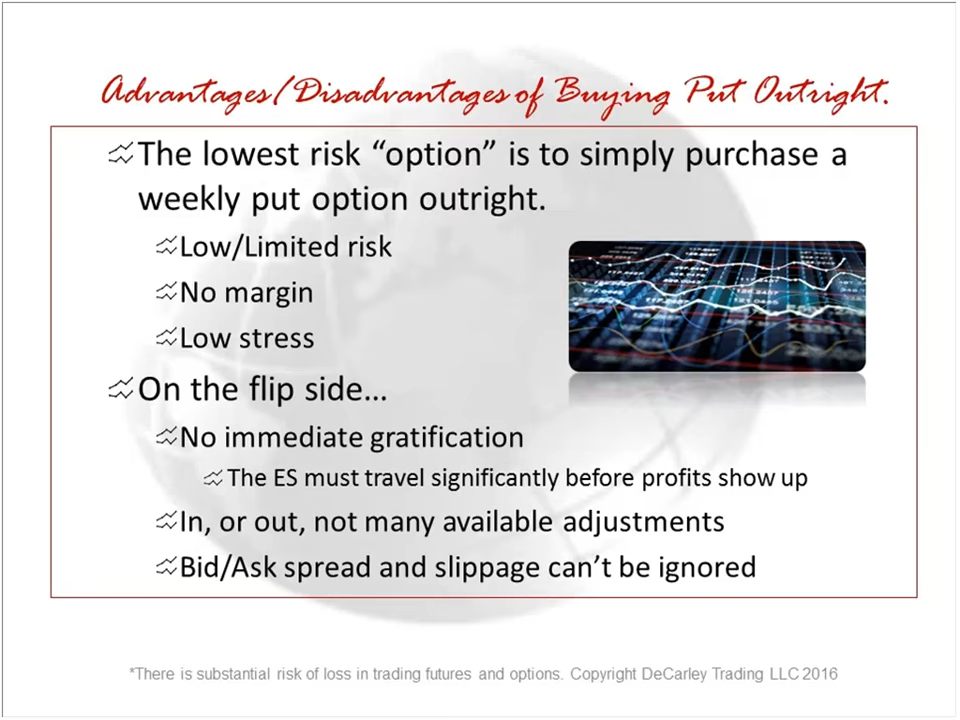 Advantages/Disadvantages of Buying Put Outright.
The lowest risk “option” is to simply purchase a
weekly put option outright.
Low/Limited risk
No margin
Low stress
On the flip side…
No immediate gratification
The ES must travel significantly before profits show up
In, or out, not many available adjustments
Bid/Ask spread and slippage can’t be ignored
*There is substantial risk of loss in trading futures and options. Copyright DeCarley Trading LLC 2016